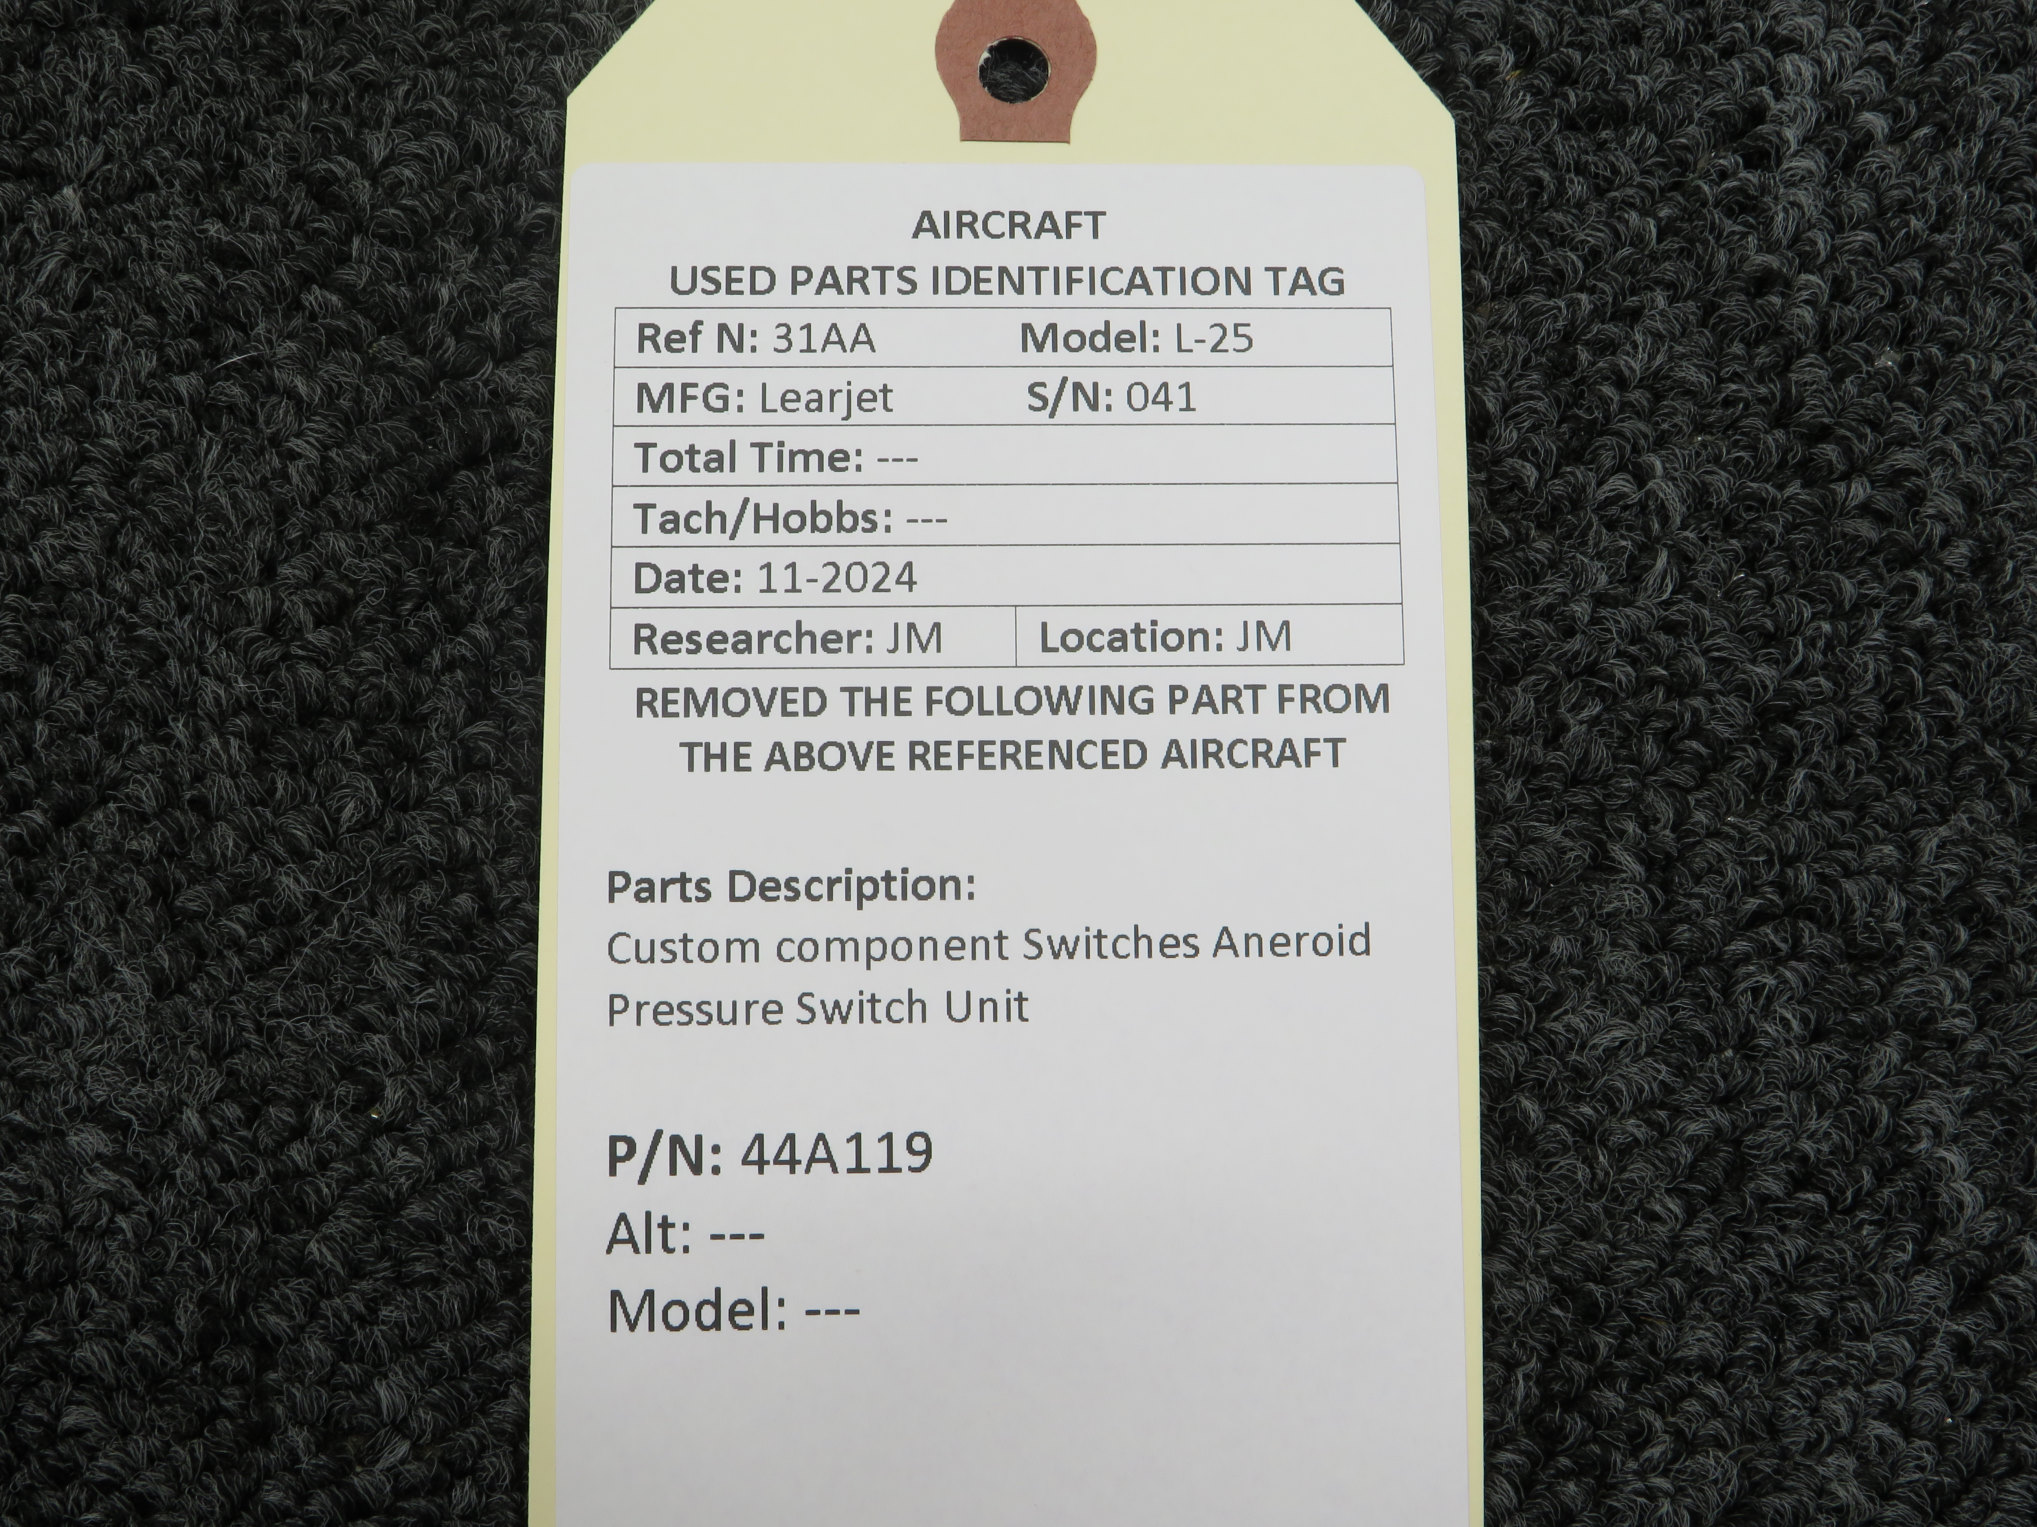 AIRCRAFT
USED PARTS IDENTIFICATION TAG
Ref N: 31AA Model: L-25
MFG: Learjet S/N: 041
Total Time: ---
Tach/Hobbs: ---
Date: 11-2024
Researcher: JM Location: JM
REMOVED THE FOLLOWING PART FROM
THE ABOVE REFERENCED AIRCRAFT
Parts Description:
Custom component Switches Aneroid
Pressure Switch Unit
P/N: 44A119
Alt: ---
Model: ---